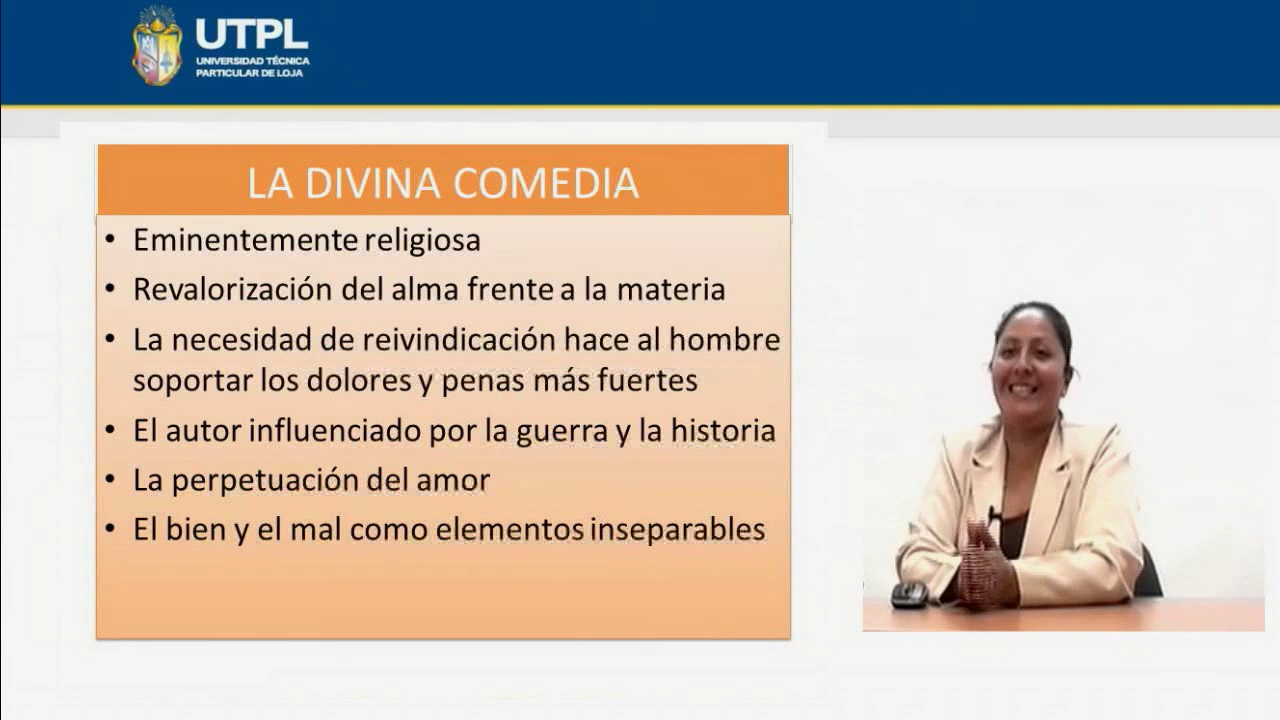 UTPL
UNIVERSIDAD TÉCNICA
PARTICULAR DE LOJA
LA DIVINA COMEDIA
• Eminentemente religiosa
• Revalorización del alma frente a la materia
• La necesidad de reivindicación hace al hombre
soportar los dolores y penas más fuertes
• El autor influenciado por la guerra y la historia
• La perpetuación del amor
• El bien y el mal como elementos inseparables